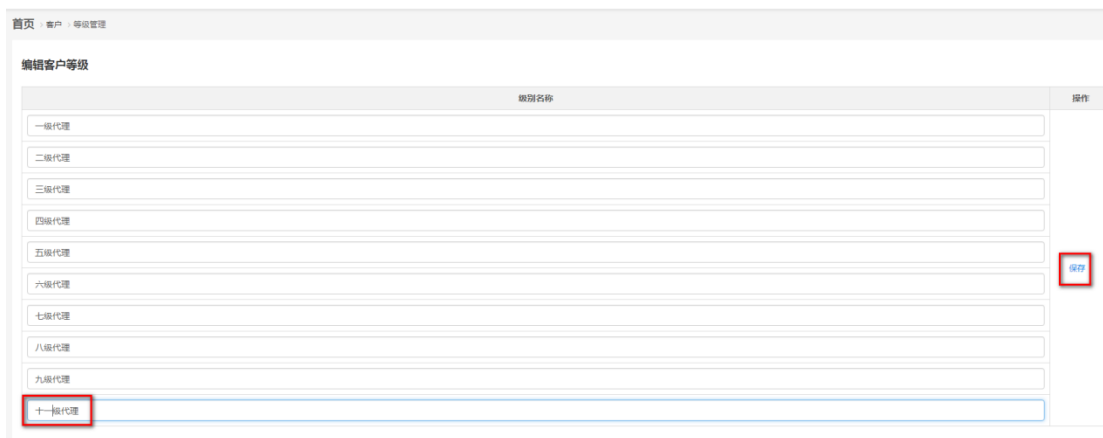 首页 > 客户 > 等级管理
编辑客户等级
级别名称 操作
一级代理
二级代理
三级代理
四级代理
五级代理
保存
六级代理
七级代理
八级代理
九级代理
十一级代理